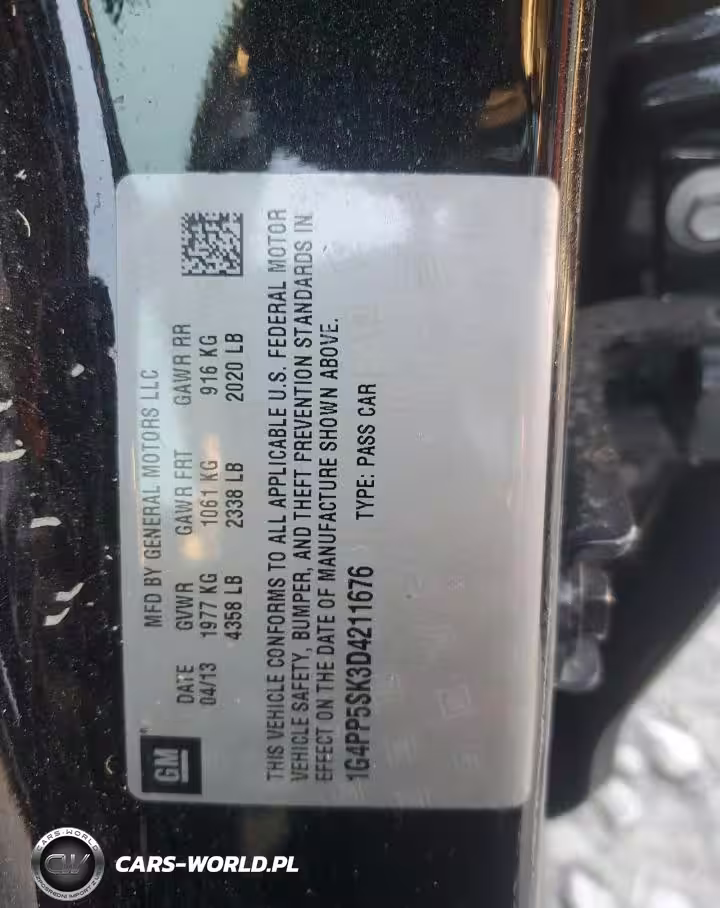 MFD BY GENERAL MOTORS LLC
DATE GVWR GAWR FRT GAWR RR
04/13 1977 KG 1061 KG 916 KG
4358 LB 2338 LB 2020 LB
THIS VEHICLE CONFORMS TO ALL APPLICABLE U.S. FEDERAL MOTOR
VEHICLE SAFETY, BUMPER, AND THEFT PREVENTION STANDARDS IN
EFFECT ON THE DATE OF MANUFACTURE SHOWN ABOVE.
1G4PP5SK3D4211676 TYPE: PASS CAR
GM
CARS-WORLD
CW
CARS-WORLD.PL